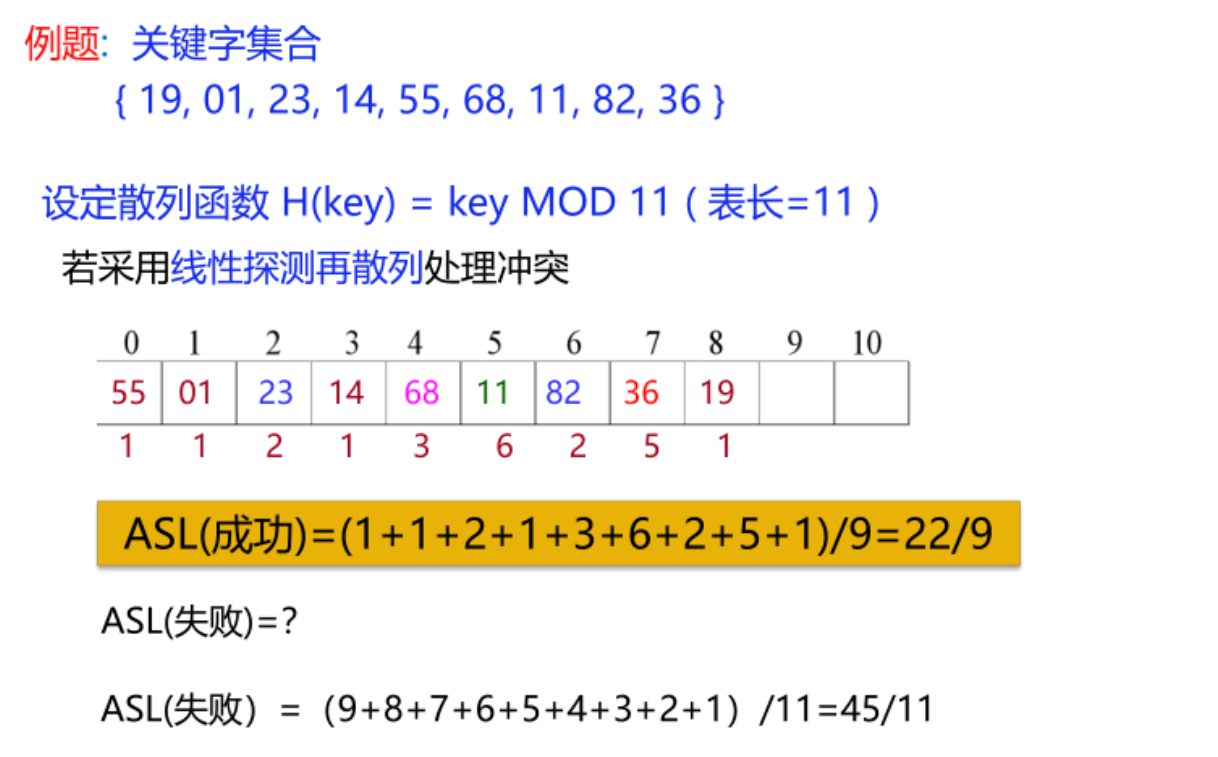 例题: 关键字集合
{ 19, 01, 23, 14, 55, 68, 11, 82, 36 }
设定散列函数 H(key) = key MOD 11 ( 表长=11 )
若采用线性探测再散列处理冲突
0 1 2 3 4 5 6 7 8 9 10
55 01 23 14 68 11 82 36 19
1 1 2 1 3 6 2 5 1
ASL(成功)=(1+1+2+1+3+6+2+5+1)/9=22/9
ASL(失败)=?
ASL(失败) = (9+8+7+6+5+4+3+2+1) /11=45/11